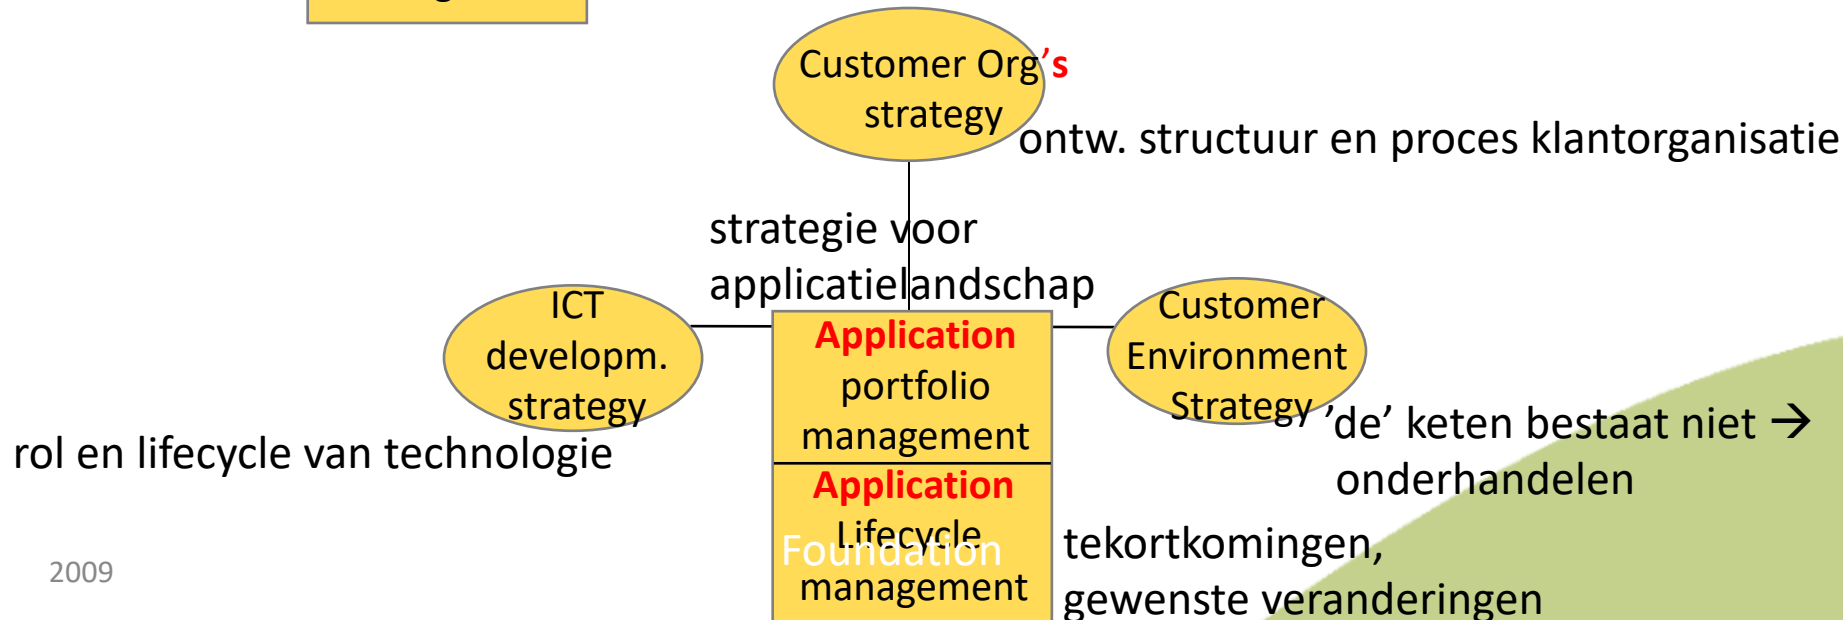 Customer Org’s
strategy
ontw. structuur en proces klantorganisatie
strategie voor
applicatielandschap
ICT
developm.
strategy
rol en lifecycle van technologie
Application
portfolio
management
Customer
Environment
Strategy
’de’ keten bestaat niet →
onderhandelen
Application
Lifecycle
management
Foundation
tekortkomingen,
gewenste veranderingen
2009